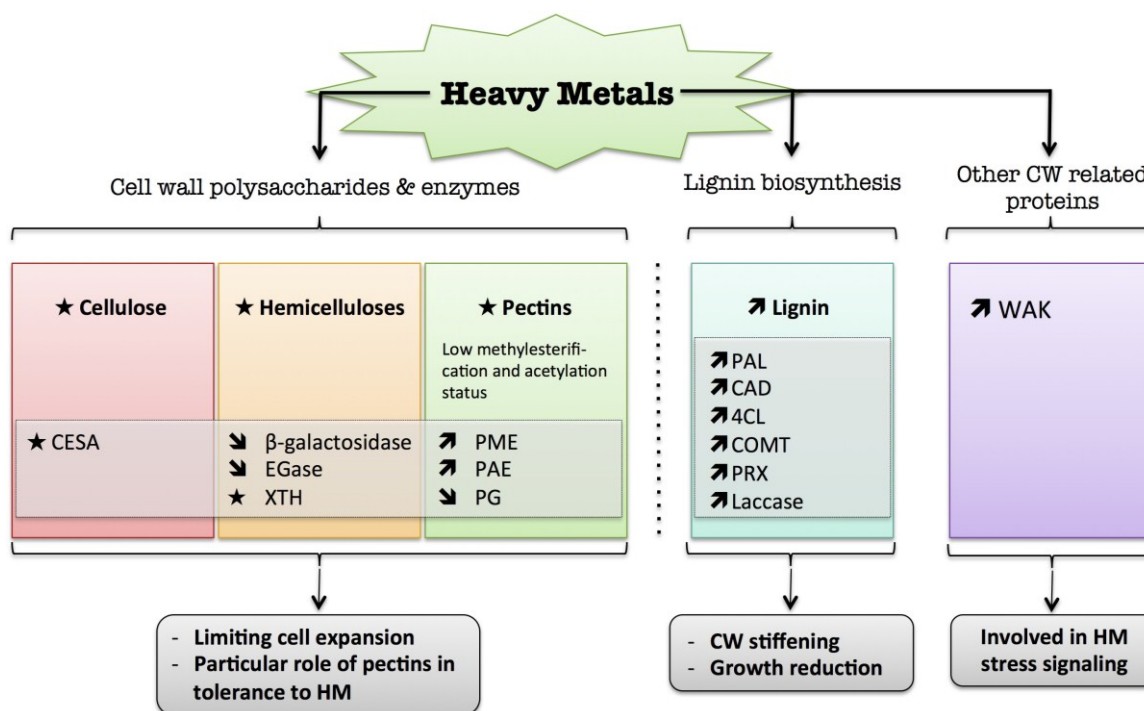 Heavy Metals
Cell wall polysaccharides & enzymes
Lignin biosynthesis
Other CW related
proteins
★ Cellulose
★ Hemicelluloses
★ Pectins
Low methylesterifi-
cation and acetylation
status
★ CESA
➘ β-galactosidase
➘ EGase
★ XTH
➚ PME
➚ PAE
➘ PG
➚ Lignin
➚ PAL
➚ CAD
➚ 4CL
➚ COMT
➚ PRX
➚ Laccase
➚ WAK
- Limiting cell expansion
- Particular role of pectins in
tolerance to HM
- CW stiffening
- Growth reduction
Involved in HM
stress signaling